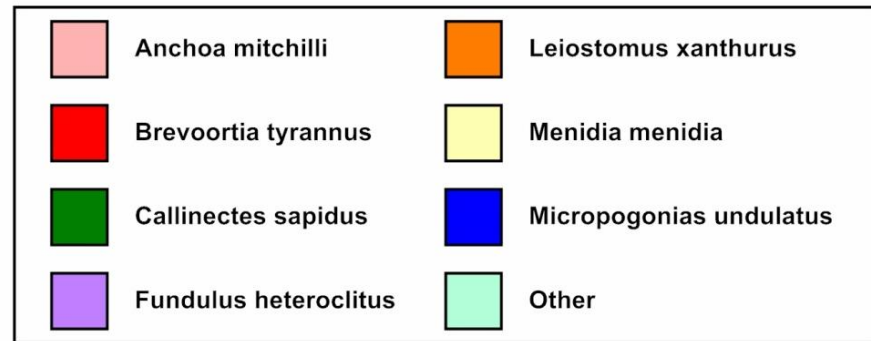 Anchoa mitchilli
Brevoortia tyrannus
Callinectes sapidus
Fundulus heteroclitus
Leiostomus xanthurus
Menidia menidia
Micropogonias undulatus
Other